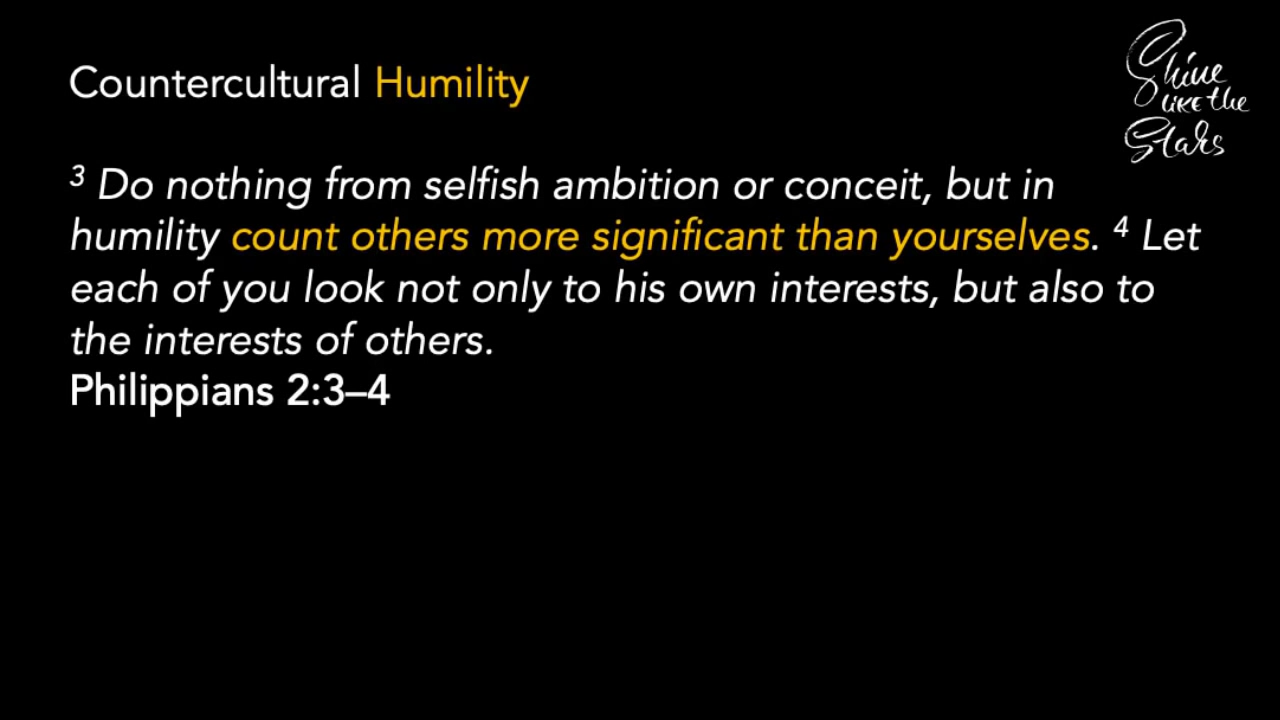 Countercultural Humility
Shine
LIKE the
Stars
³ Do nothing from selfish ambition or conceit, but in
humility count others more significant than yourselves. ⁴ Let
each of you look not only to his own interests, but also to
the interests of others.
Philippians 2:3–4